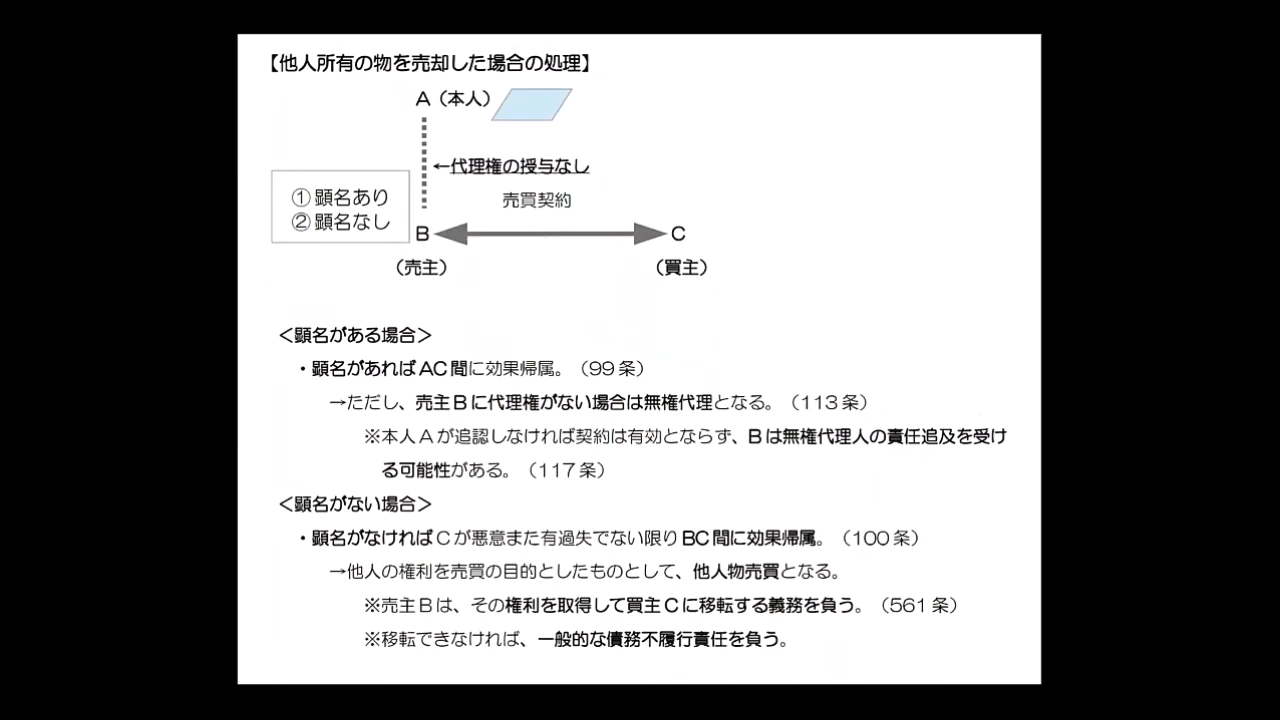 【他人所有の物を売却した場合の処理】
A（本人）
←代理権の授与なし
① 顕名あり
② 顕名なし
売買契約
B
C
（売主）
（買主）
＜顕名がある場合＞
・顕名があればAC間に効果帰属。（99条）
→ただし、売主Bに代理権がない場合は無権代理となる。（113条）
※本人Aが追認しなければ契約は有効とならず、Bは無権代理人の責任追及を受け
る可能性がある。（117条）
＜顕名がない場合＞
・顕名がなければCが悪意また有過失でない限りBC間に効果帰属。（100条）
→他人の権利を売買の目的としたものとして、他人物売買となる。
※売主Bは、その権利を取得して買主Cに移転する義務を負う。（561条）
※移転できなければ、一般的な債務不履行責任を負う。